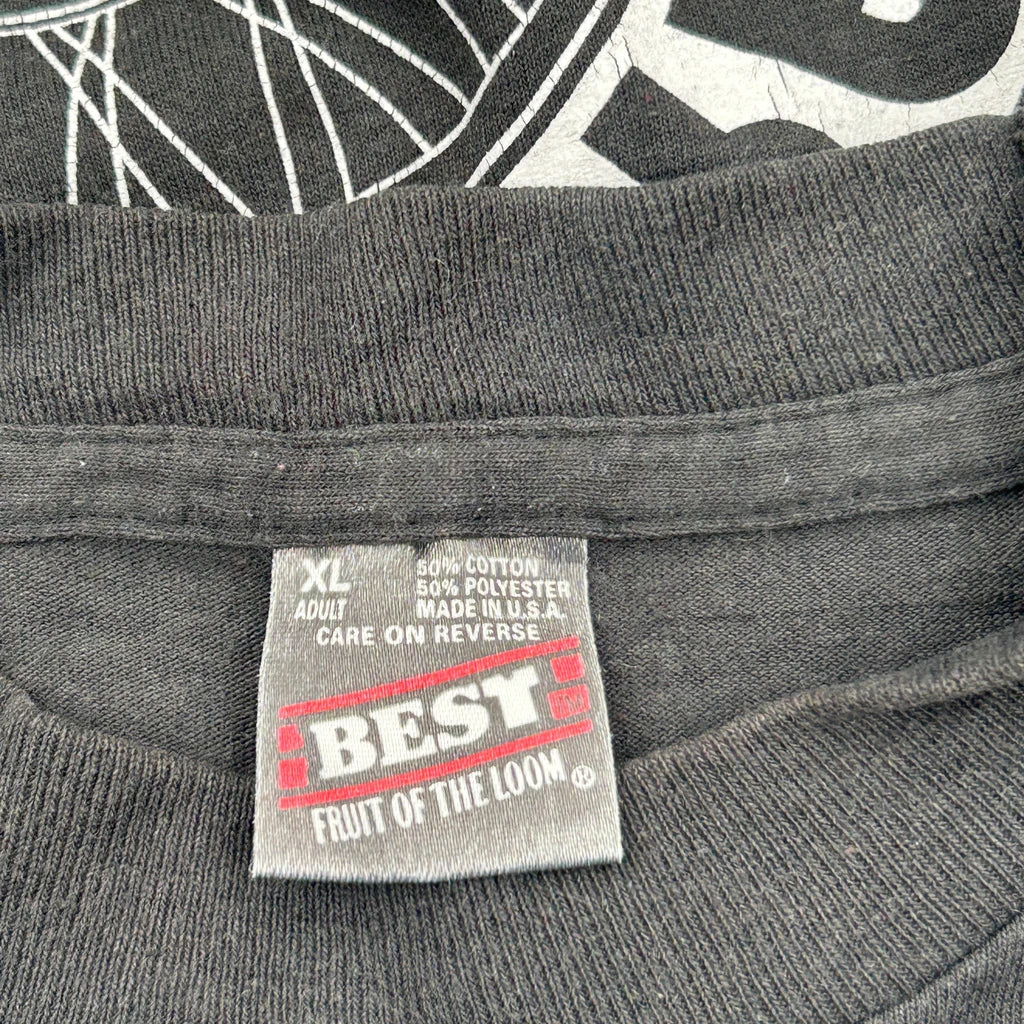 XL
ADULT
50% COTTON
50% POLYESTER
MADE IN U.S.A.
CARE ON REVERSE
BEST
FRUIT OF THE LOOM ®